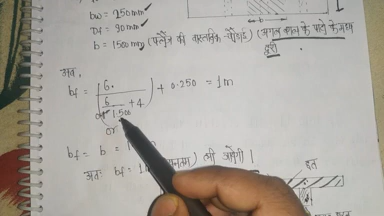 bw = 250mm
Df = 90mm
b = 1500mm (फ्लैंज की वास्तविक चौड़ाई) (अगल बगल के पाटों के मध्य
दूरी
अतः
bf = (6. / (6/1.500 + 4)) + 0.250 = 1m
or
bf = b = 1
अतः bf = 1 ली जायेगी।
b